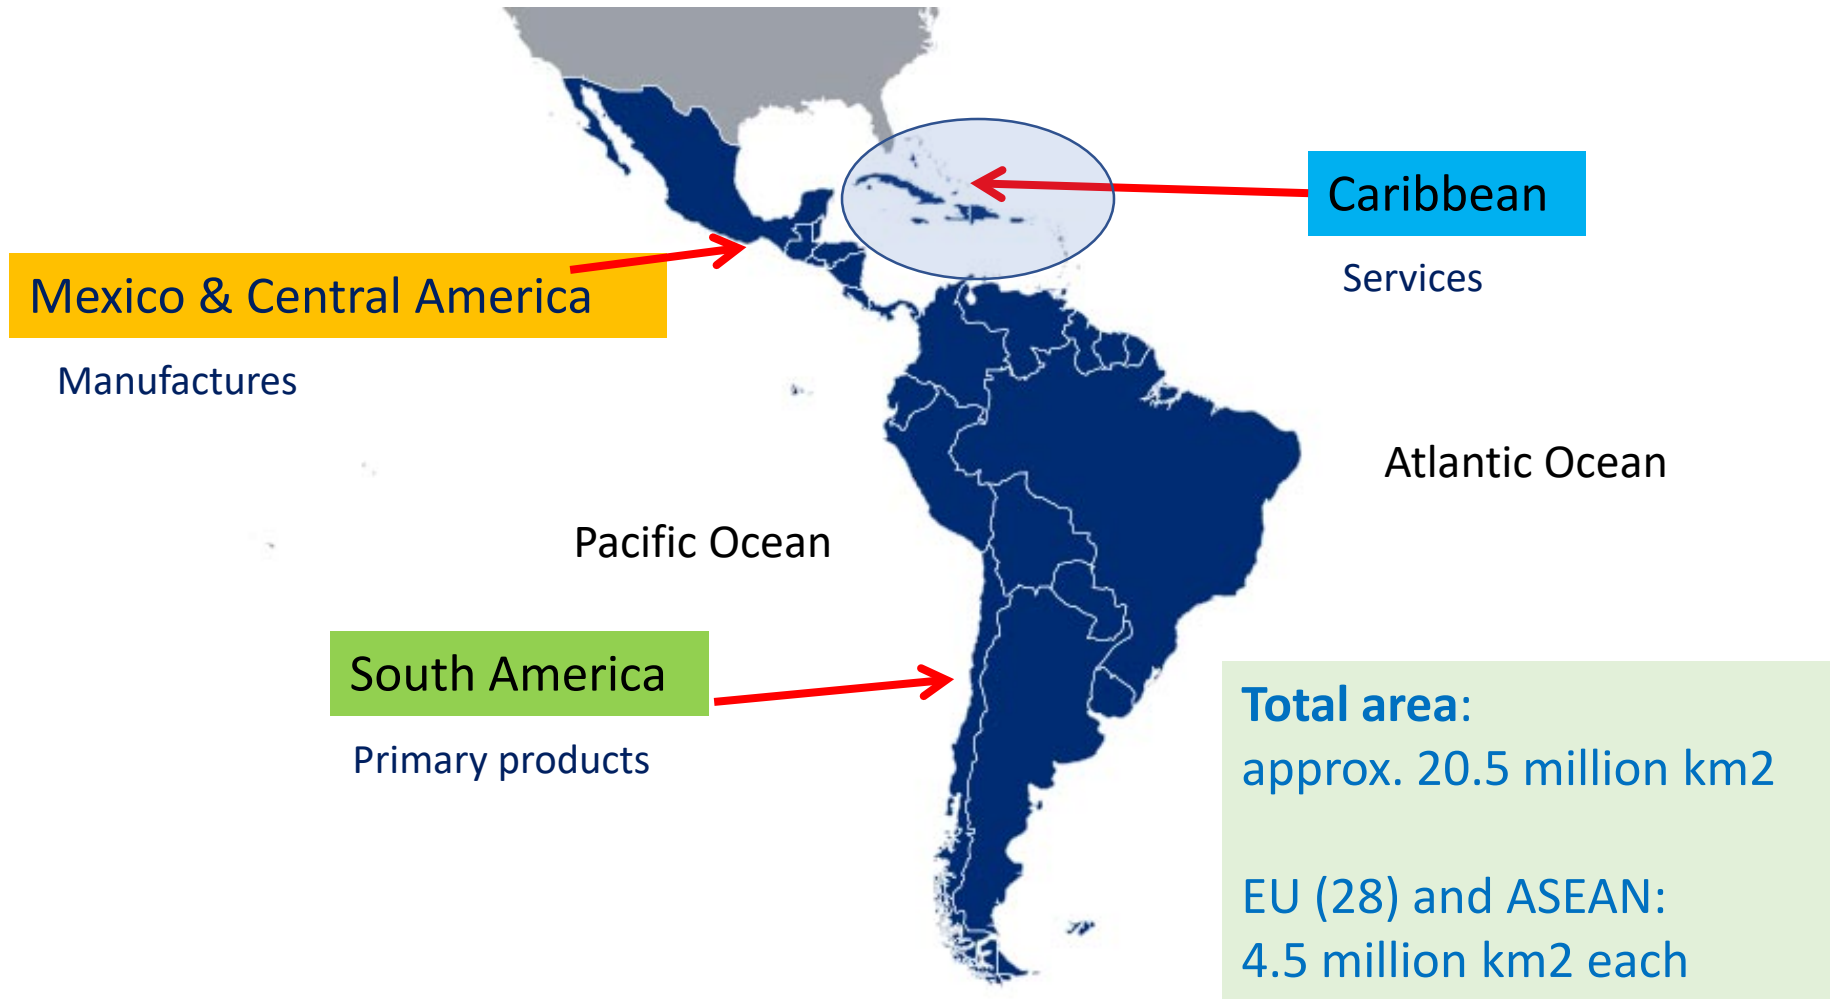 Caribbean
Services
Mexico & Central America
Manufactures
Atlantic Ocean
Pacific Ocean
South America
Primary products
Total area:
approx. 20.5 million km2
EU (28) and ASEAN:
4.5 million km2 each